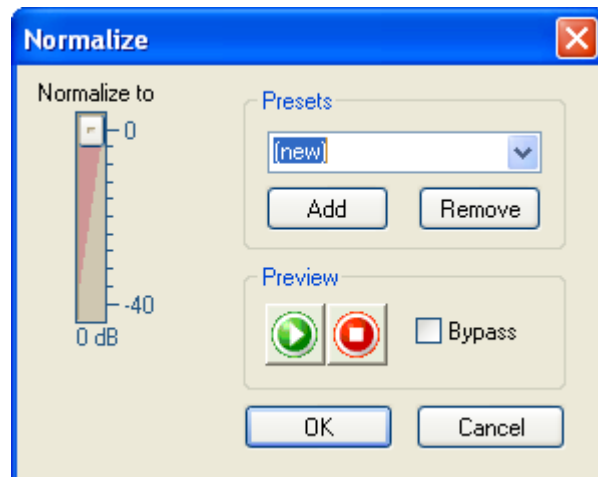 Normalize
Normalize to
0
-40
0 dB
Presets
(new)
Add
Remove
Preview
Bypass
OK
Cancel